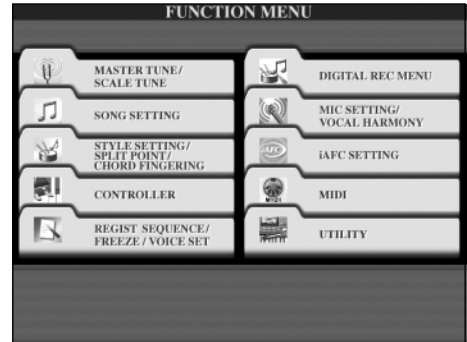 FUNCTION MENU
MASTER TUNE/
SCALE TUNE
SONG SETTING
STYLE SETTING/
SPLIT POINT/
CHORD FINGERING
CONTROLLER
REGIST SEQUENCE/
FREEZE / VOICE SET
DIGITAL REC MENU
MIC SETTING/
VOCAL HARMONY
iAFC
iAFC SETTING
MIDI
MIDI
UTILITY